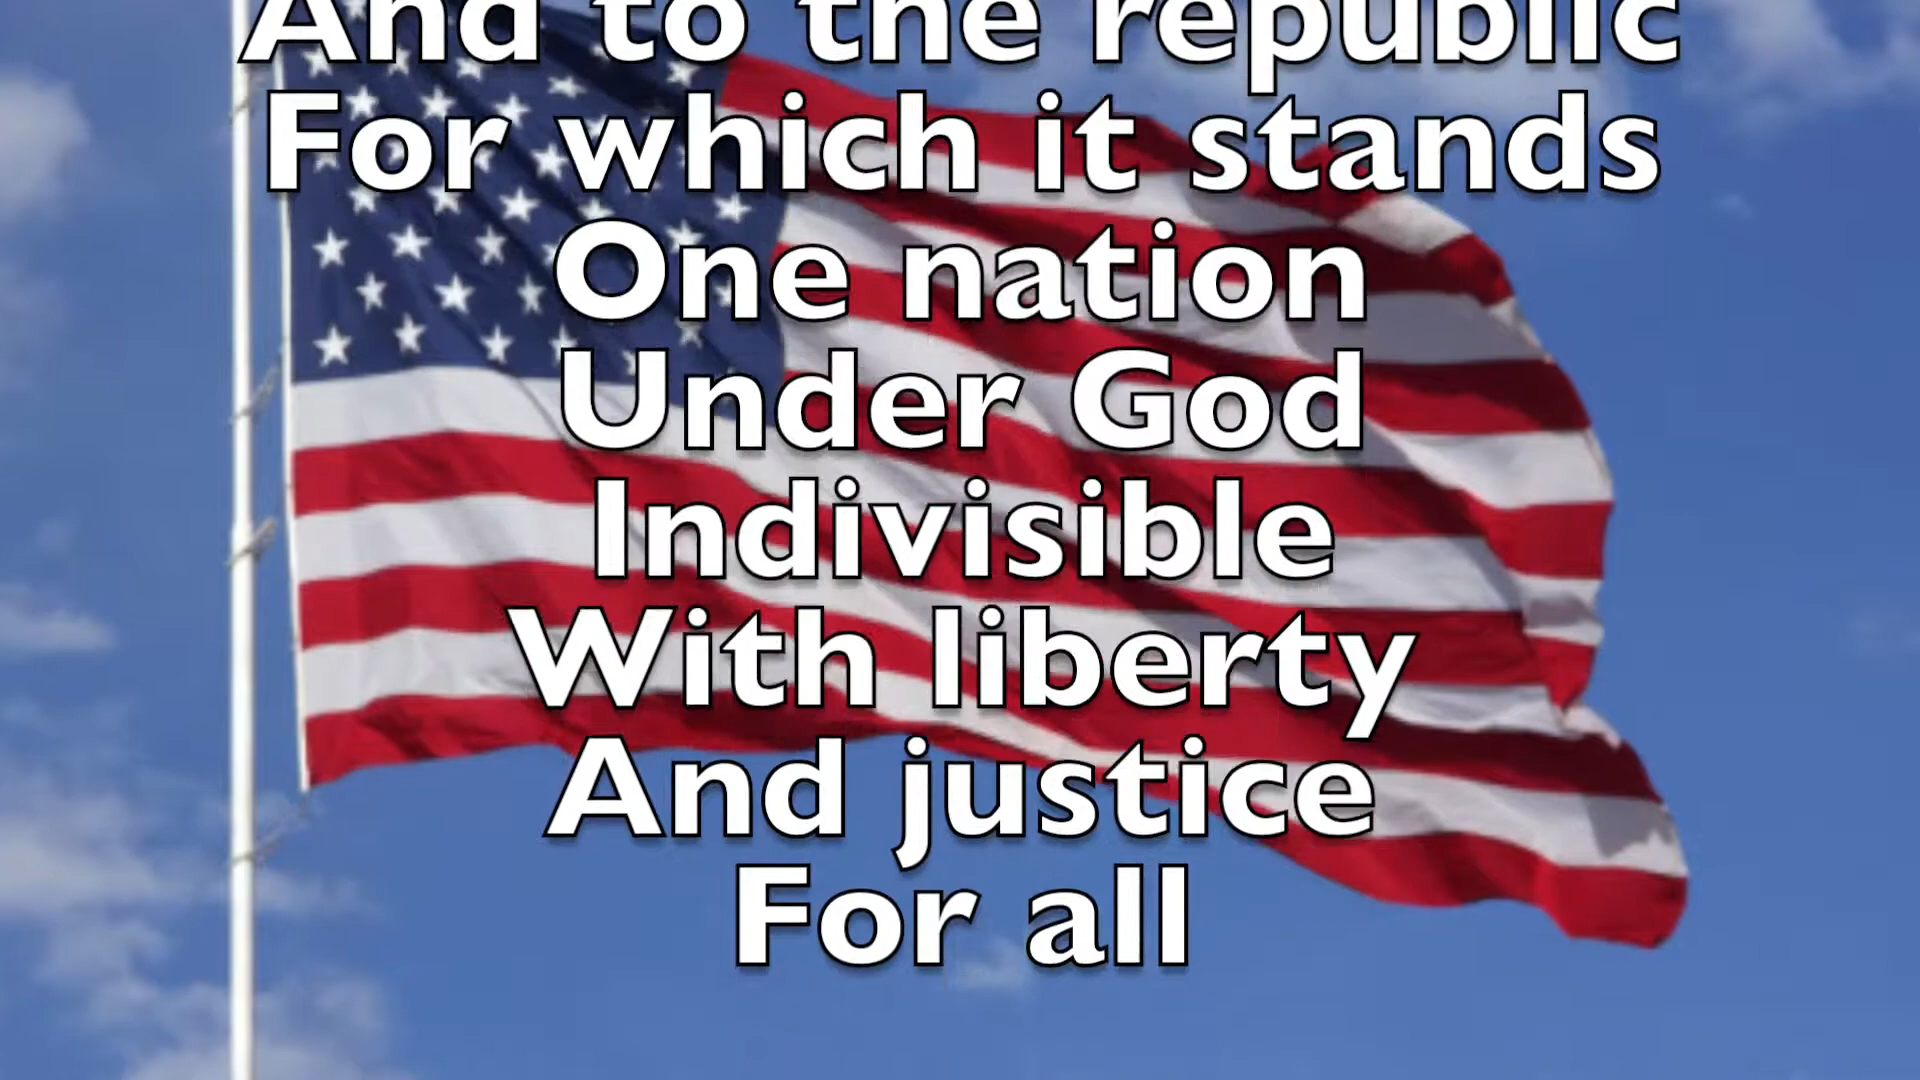 And to the republic
For which it stands
One nation
Under God
Indivisible
With liberty
And justice
For all